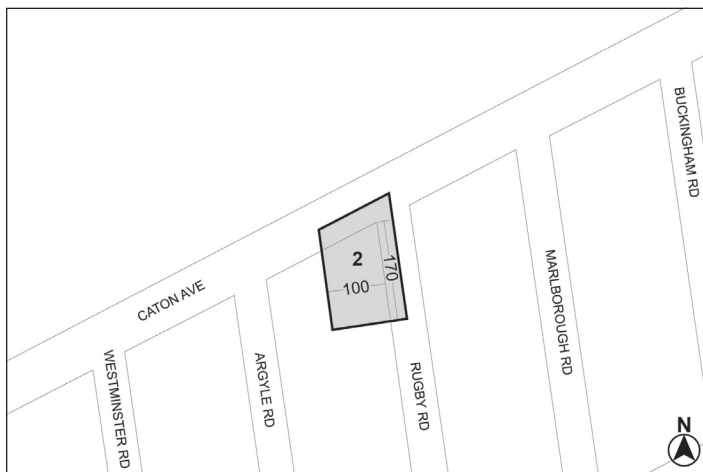 BUCKINGHAM RD
2
170
100
MARLBOROUGH RD
CATON AVE
WESTMINSTER RD
ARGYLE RD
RUGBY RD
N